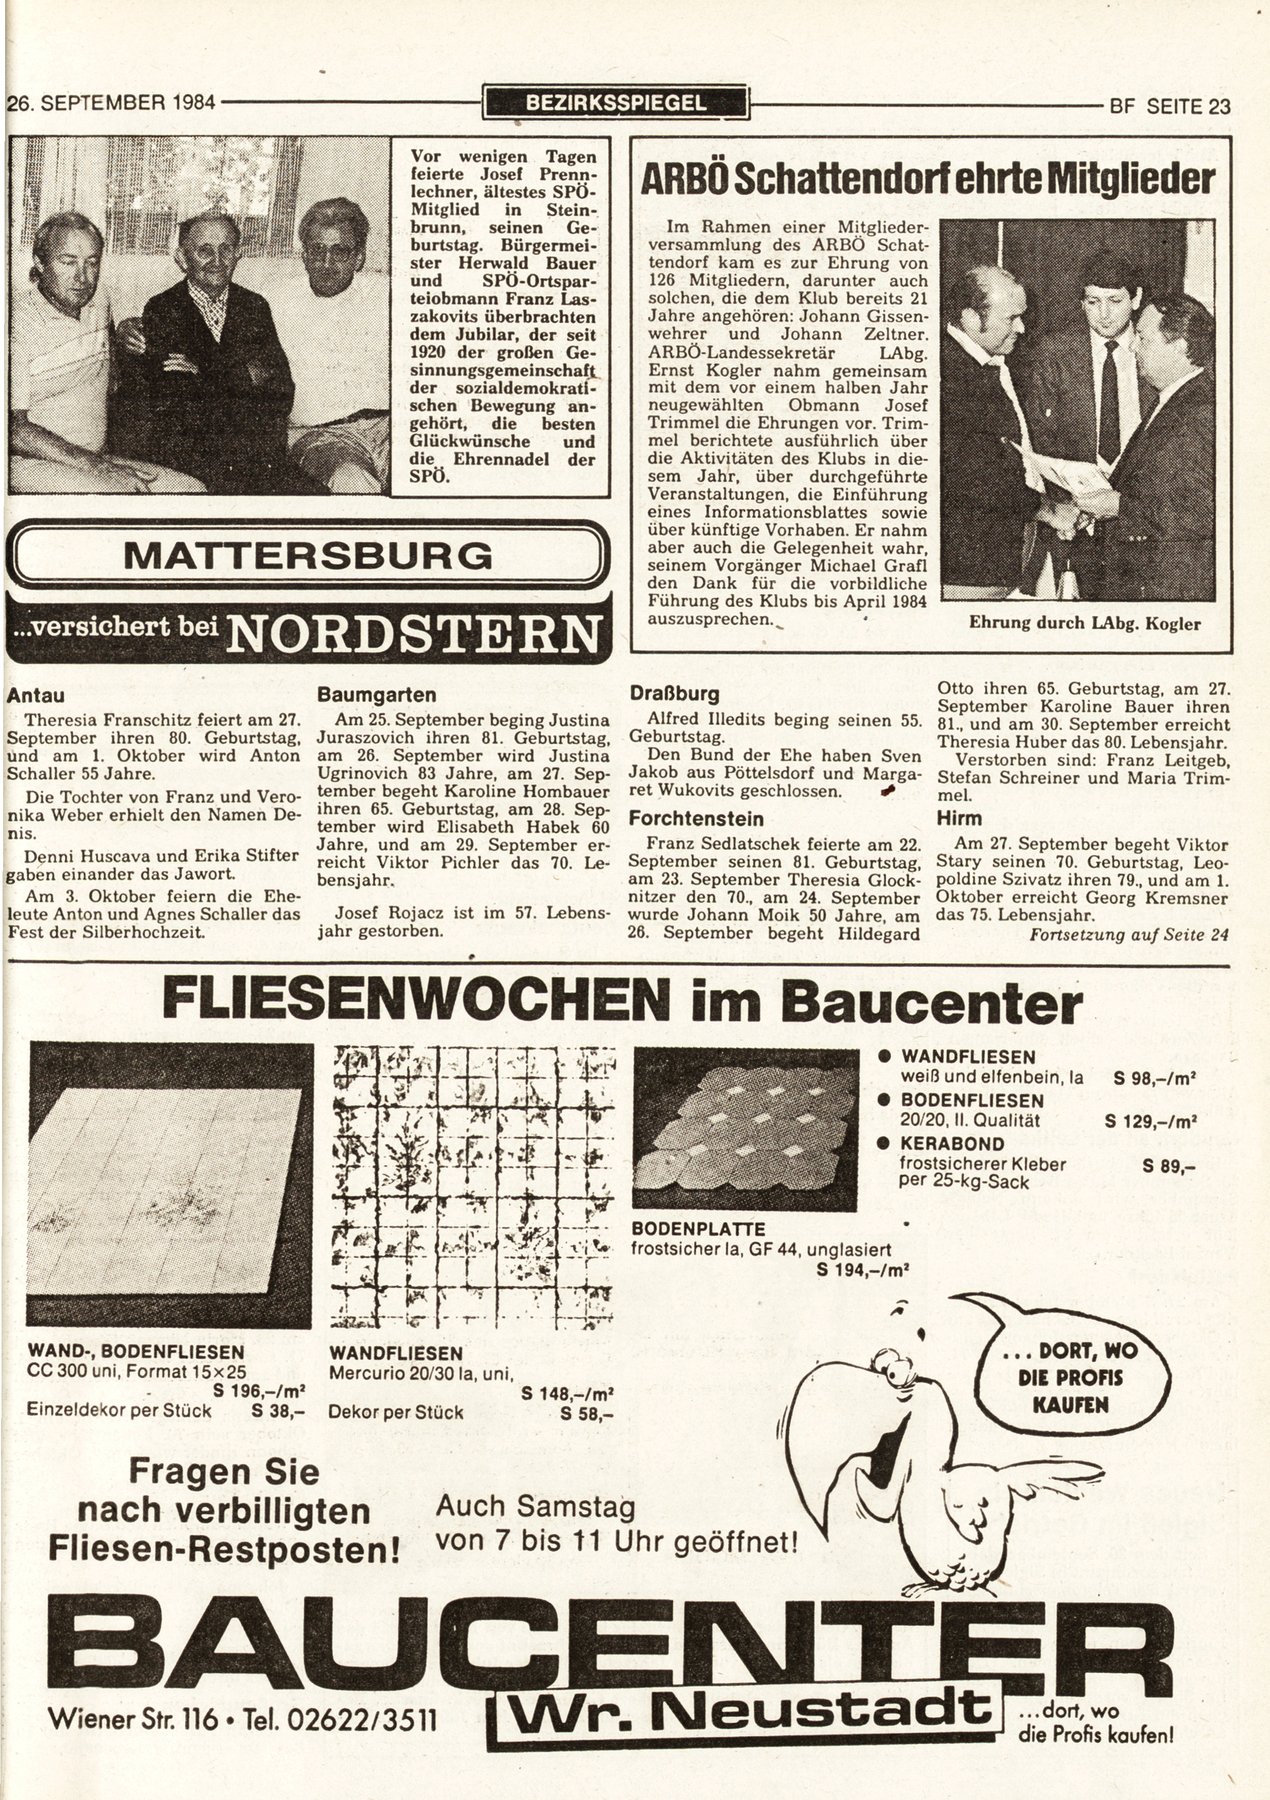 26. SEPTEMBER 1984
BEZIRKSSPIEGEL
BF SEITE 23
Vor wenigen Tagen
feierte Josef Prenn-
lechner, ältestes SPÖ-
Mitglied in Stein-
brunn, seinen Ge-
burtstag. Bürgermei-
ster Herwald Bauer
und SPÖ-Ortspar-
teiobmann Franz Las-
zakovits überbrachten
dem Jubilar, der seit
1920 der großen Ge-
sinnungsgemeinschaft
der sozialdemokrati-
schen Bewegung an-
gehört, die besten
Glückwünsche und
die Ehrennadel der
SPÖ.
ARBÖ Schattendorf ehrte Mitglieder
Im Rahmen einer Mitglieder-
versammlung des ARBÖ Schat-
tendorf kam es zur Ehrung von
126 Mitgliedern, darunter auch
solchen, die dem Klub bereits 21
Jahre angehören: Johann Gissen-
wehrer und Johann Zeltner.
ARBÖ-Landessekretär LAbg.
Ernst Kogler nahm gemeinsam
mit dem vor einem halben Jahr
neugewählten Obmann Josef
Trimmel die Ehrungen vor. Trim-
mel berichtete ausführlich über
die Aktivitäten des Klubs in die-
sem Jahr, über durchgeführte
Veranstaltungen, die Einführung
eines Informationsblattes sowie
über künftige Vorhaben. Er nahm
aber auch die Gelegenheit wahr,
seinem Vorgänger Michael Grafl
den Dank für die vorbildliche
Führung des Klubs bis April 1984
auszusprechen.
Ehrung durch LAbg. Kogler
MATTERSBURG
...versichert bei NORDSTERN
Antau
Theresia Franschitz feiert am 27.
September ihren 80. Geburtstag,
und am 1. Oktober wird Anton
Schaller 55 Jahre.
Die Tochter von Franz und Vero-
nika Weber erhielt den Namen De-
nis.
Denni Huscava und Erika Stifter
gaben einander das Jawort.
Am 3. Oktober feiern die Ehe-
leute Anton und Agnes Schaller das
Fest der Silberhochzeit.
Baumgarten
Am 25. September beging Justina
Juraszovich ihren 81. Geburtstag,
am 26. September wird Justina
Ugrinovich 83 Jahre, am 27. Sep-
tember begeht Karoline Hombauer
ihren 65. Geburtstag, am 28. Sep-
tember wird Elisabeth Habek 60
Jahre, und am 29. September er-
reicht Viktor Pichler das 70. Le-
bensjahr.
Josef Rojacz ist im 57. Lebens-
jahr gestorben.
Draßburg
Alfred Illedits beging seinen 55.
Geburtstag.
Den Bund der Ehe haben Sven
Jakob aus Pöttelsdorf und Marga-
ret Wukovits geschlossen.
Forchtenstein
Franz Sedlatschek feierte am 22.
September seinen 81. Geburtstag,
am 23. September Theresia Glock-
nitzer den 70., am 24. September
wurde Johann Moik 50 Jahre, am
26. September begeht Hildegard
Otto ihren 65. Geburtstag, am 27.
September Karoline Bauer ihren
81., und am 30. September erreicht
Theresia Huber das 80. Lebensjahr.
Verstorben sind: Franz Leitgeb,
Stefan Schreiner und Maria Trim-
mel.
Hirm
Am 27. September begeht Viktor
Stary seinen 70. Geburtstag, Leo-
poldine Szivatz ihren 79., und am 1.
Oktober erreicht Georg Kremsner
das 75. Lebensjahr.
Fortsetzung auf Seite 24
FLIESENWOCHEN im Baucenter
● WANDFLIESEN
weiß und elfenbein, Ia S 98,–/m²
● BODENFLIESEN
20/20, II. Qualität S 129,–/m²
● KERABOND
frostsicherer Kleber S 89,–
per 25-kg-Sack
BODENPLATTE
frostsicher Ia, GF 44, unglasiert
S 194,–/m²
WAND-, BODENFLIESEN
CC 300 uni, Format 15×25
S 196,–/m²
Einzeldekor per Stück S 38,–
WANDFLIESEN
Mercurio 20/30 Ia, uni,
S 148,–/m²
Dekor per Stück S 58,–
... DORT, WO
DIE PROFIS
KAUFEN
Fragen Sie
nach verbilligten
Fliesen-Restposten!
Auch Samstag
von 7 bis 11 Uhr geöffnet!
BAUCENTER
Wr. Neustadt
Wiener Str. 116 • Tel. 02622/3511
...dort, wo
die Profis kaufen!